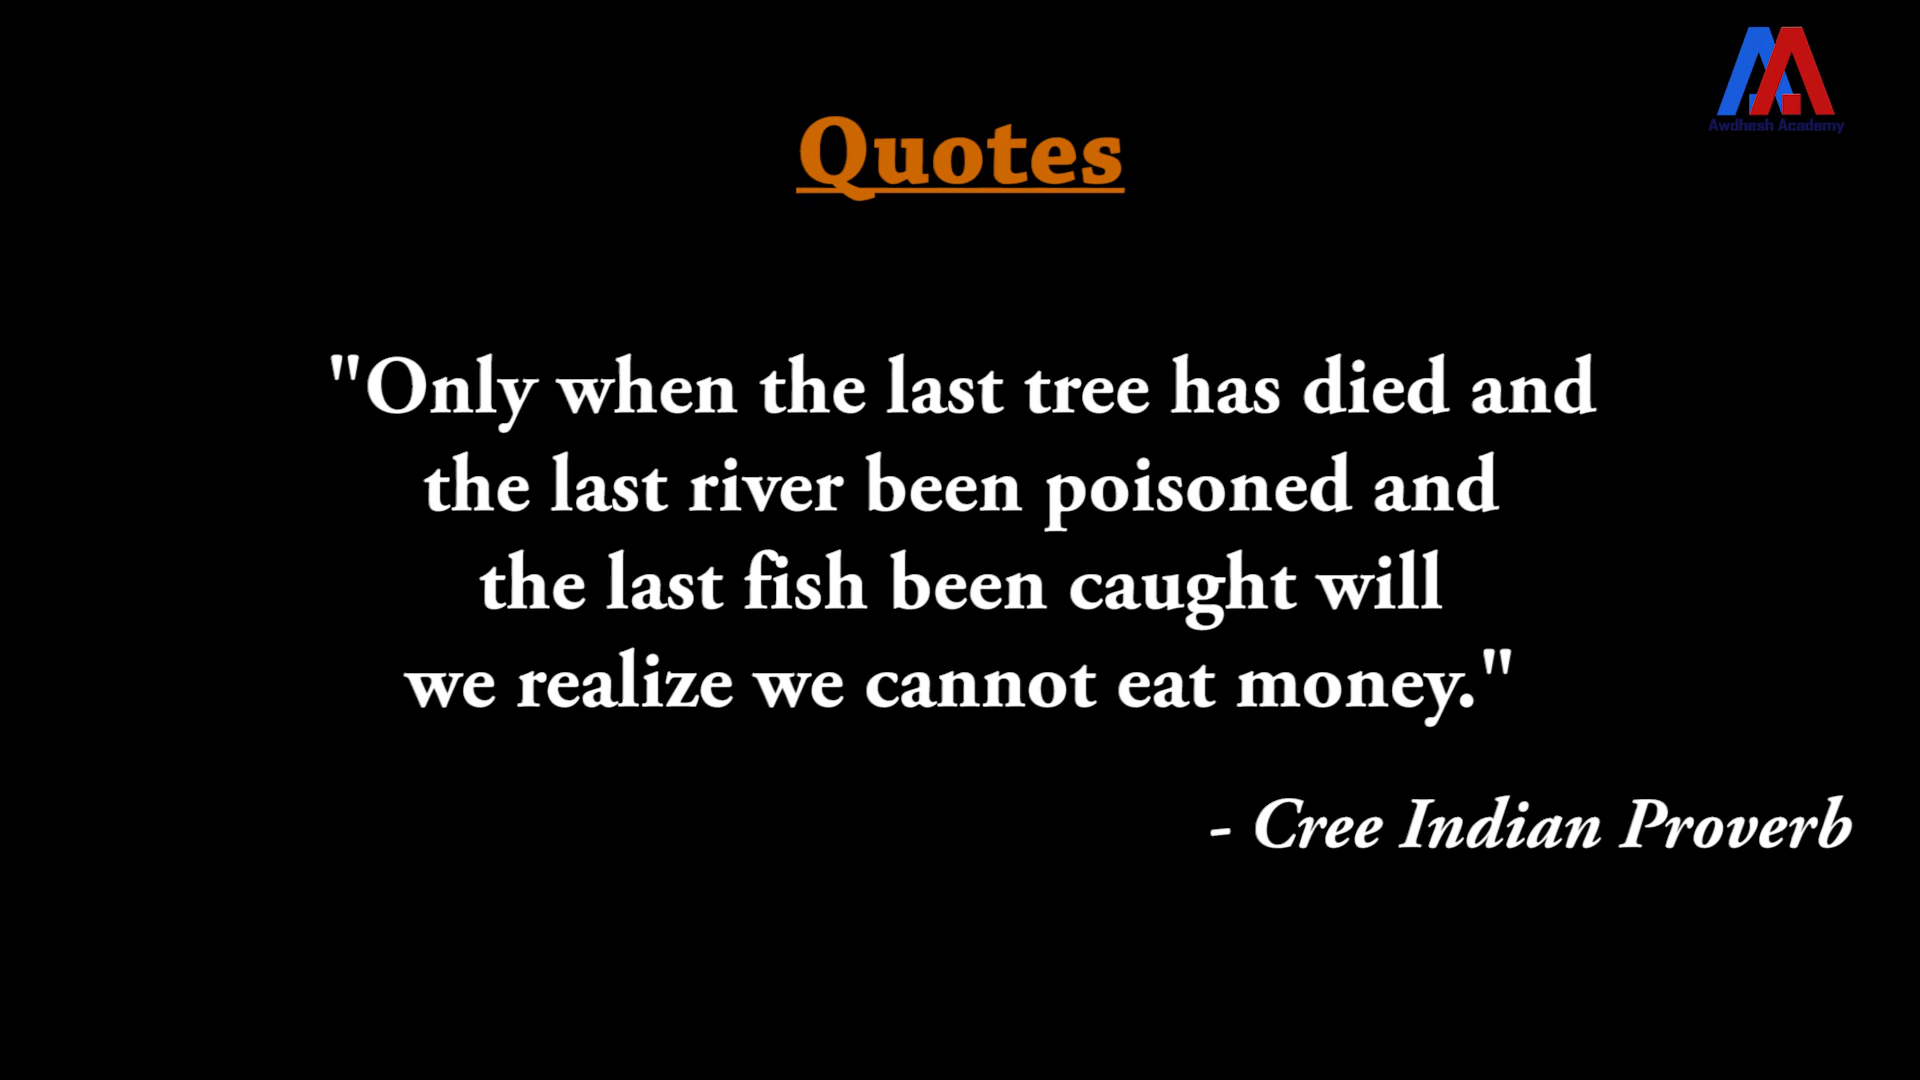 Awdhesh Academy
Quotes
"Only when the last tree has died and
the last river been poisoned and
the last fish been caught will
we realize we cannot eat money."
- Cree Indian Proverb